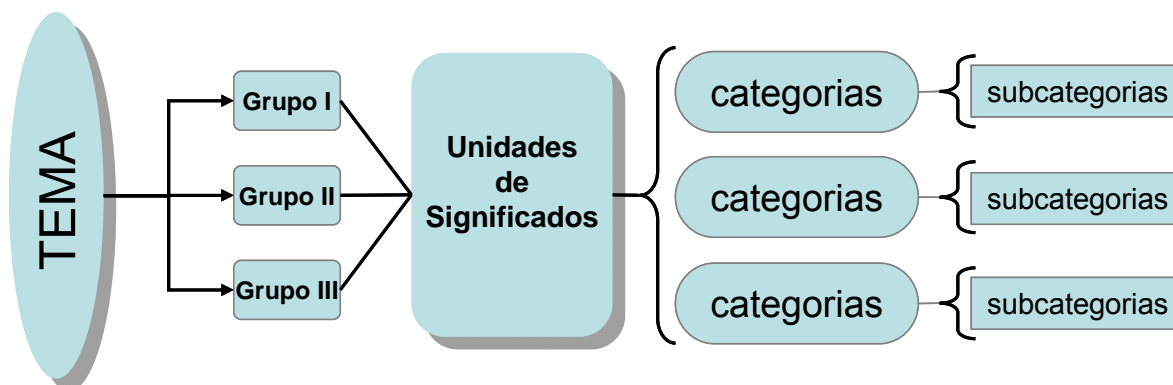 TEMA
Grupo I
Grupo II
Grupo III
Unidades
de
Significados
categorias
subcategorias
categorias
subcategorias
categorias
subcategorias